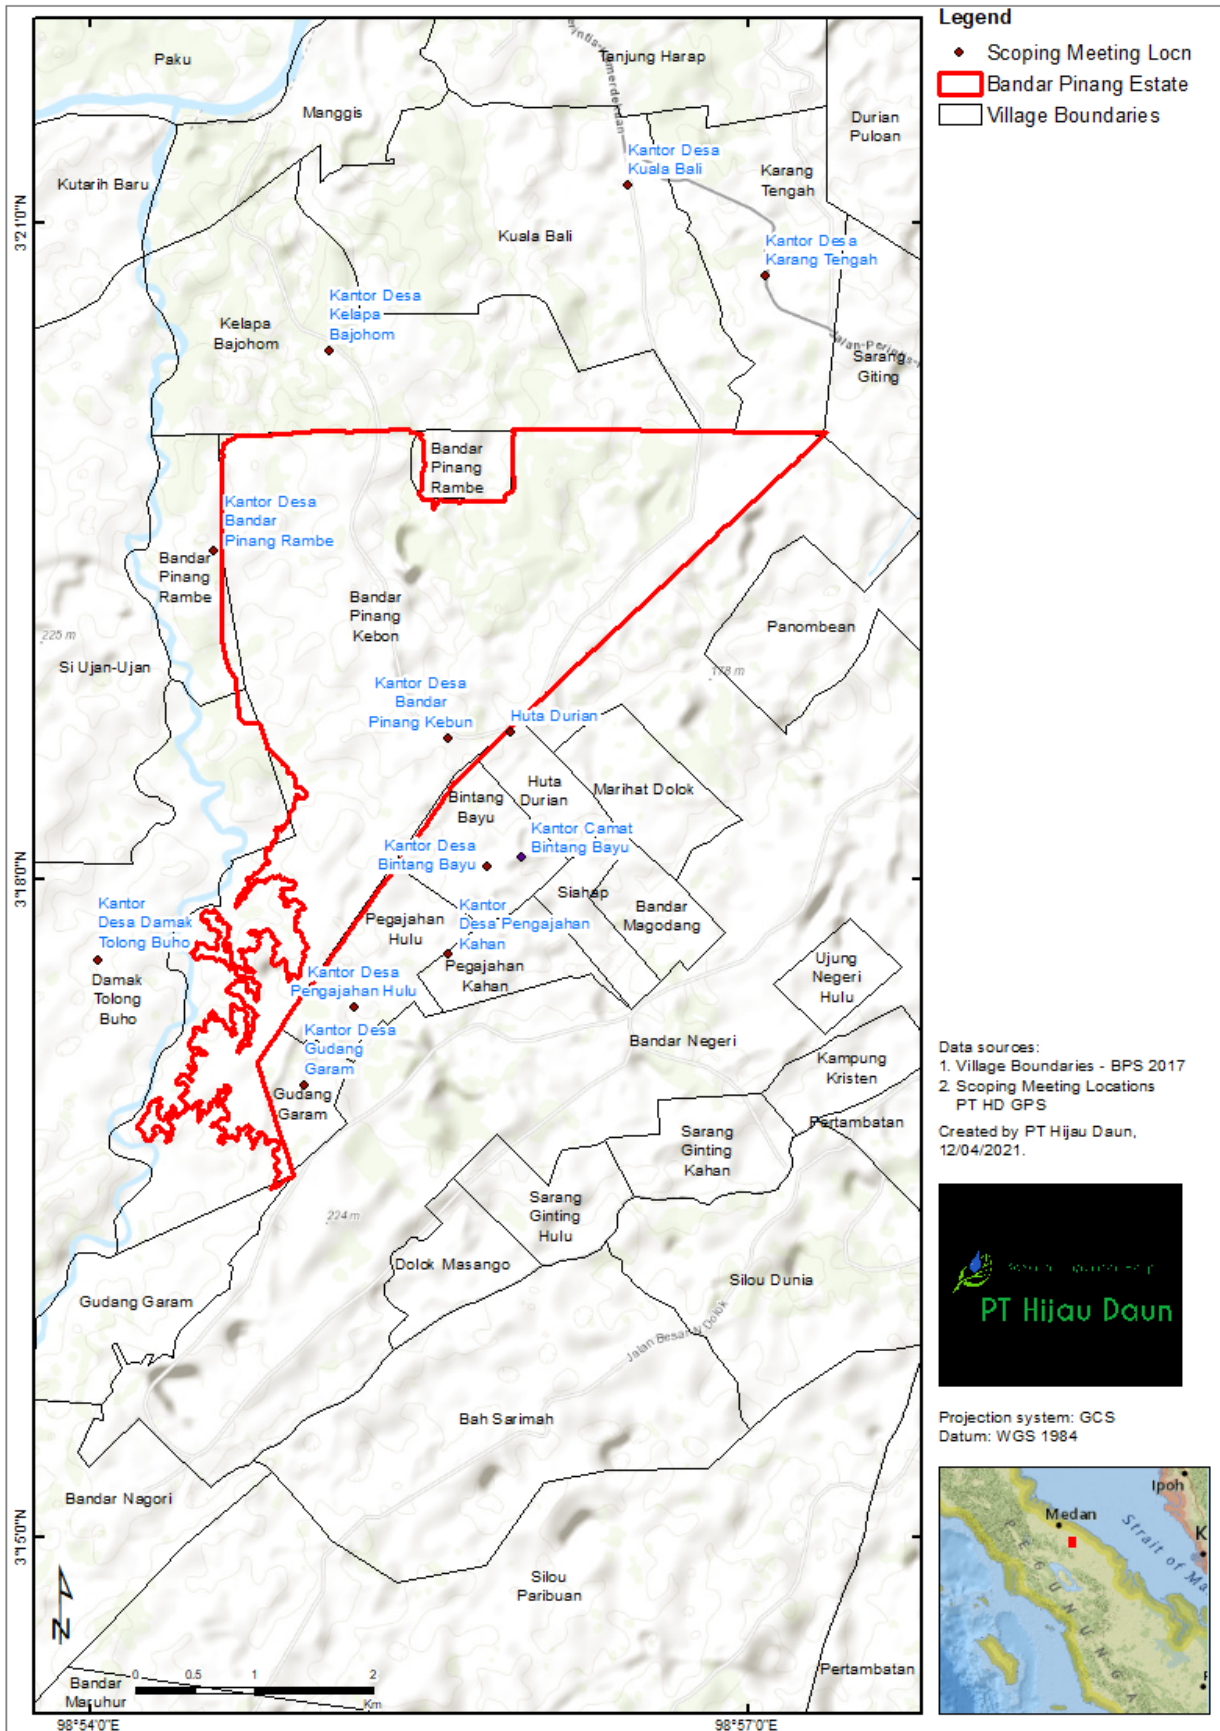 Legend
Scoping Meeting Locn
Bandar Pinang Estate
Village Boundaries
Paku
Tanjung Harap
Manggis
Durian
Puloan
Kantor Desa
Kuala Bali
Karang
Tengah
Kutarih Baru
3°21'0"N
Kuala Bali
Kantor Desa
Karang Tengah
Kantor Desa
Kelapa
Bajohom
Kelapa
Bajohom
Sarang
Giting
Bandar
Pinang
Rambe
Kantor Desa
Bandar
Pinang Rambe
Bandar
Pinang
Rambe
Bandar
Pinang
Kebon
Panombean
225 m
Si Ujan-Ujan
178 m
Kantor Desa
Bandar
Pinang Kebun
Huta Durian
Huta
Durian
Marihat Dolok
Bintang
Bayu
Kantor Camat
Bintang Bayu
Kantor Desa
Bintang Bayu
3°18'0"N
Siahap
Kantor
Desa Damak
Tolong Buho
Kantor
Desa Pengajahan
Kahan
Bandar
Magodang
Pegajahan
Hulu
Pegajahan
Kahan
Ujung
Negeri
Hulu
Kantor Desa
Pengajahan Hulu
Damak
Tolong
Buho
Kantor Desa
Gudang
Garam
Bandar Negeri
Kampung
Kristen
Gudang
Garam
Pertambatan
Sarang
Ginting
Kahan
Sarang
Ginting
Hulu
224 m
Dolok Masango
Silou Dunia
Gudang Garam
Jalan Besar
Dolok
Bah Sarimah
Bandar Nagori
3°15'0"N
Silou
Paribuan
N
0 0.5 1 2
Km
Bandar
Maruhur
Pertambatan
98°54'0"E
98°57'0"E
Data sources:
1. Village Boundaries - BPS 2017
2. Scoping Meeting Locations
PT HD GPS
Created by PT Hijau Daun,
12/04/2021.
PT Hijau Daun
Projection system: GCS
Datum: WGS 1984
Ipoh
Medan
Strait of Ma
K
PEGUNUNGA